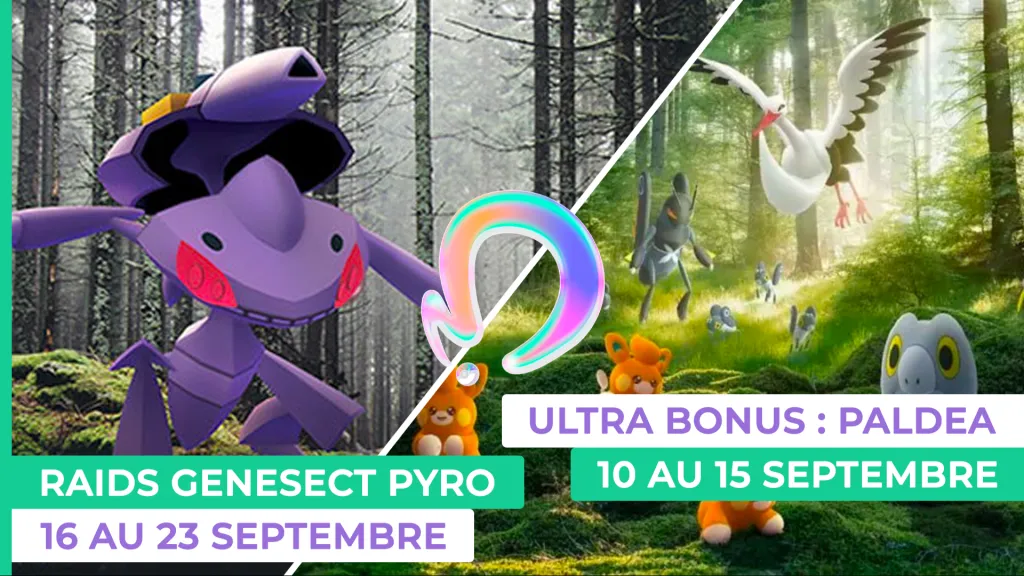 RAIDS GENESECT PYRO
16 AU 23 SEPTEMBRE
ULTRA BONUS : PALDEA
10 AU 15 SEPTEMBRE